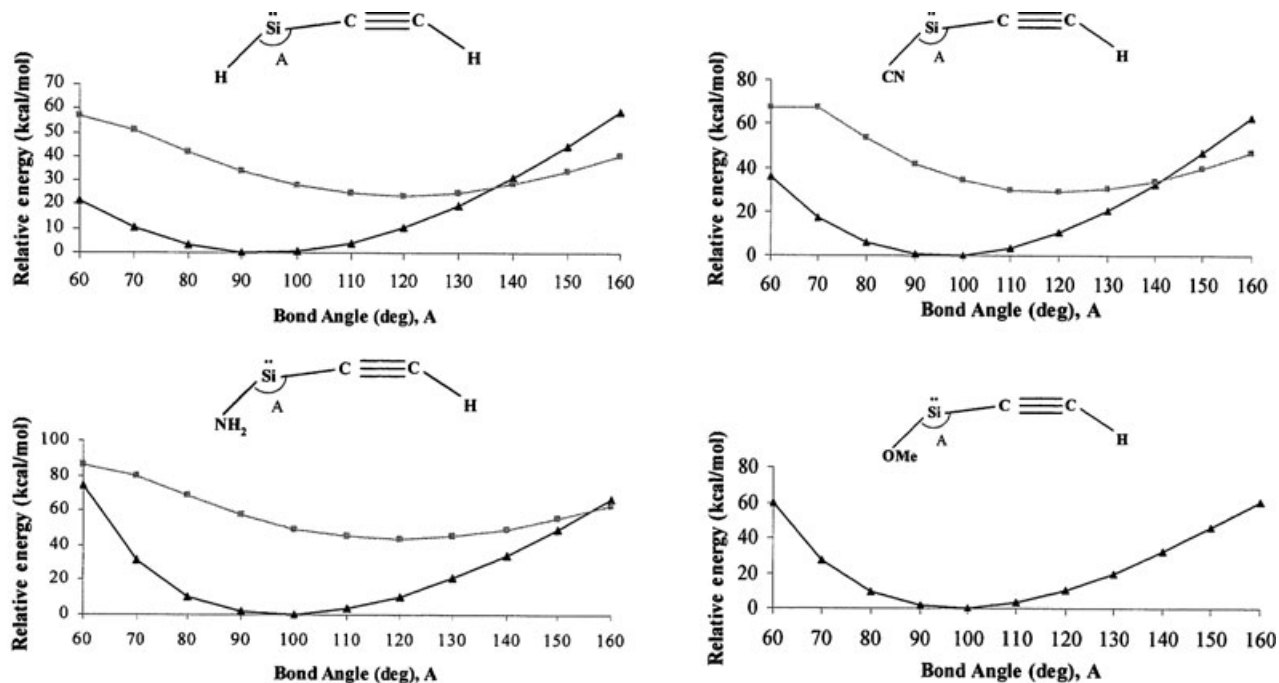 Si C C
H A H
Relative energy (kcal/mol)
70
60
50
40
30
20
10
0
60 70 80 90 100 110 120 130 140 150 160
Bond Angle (deg), A
Si C C
CN A H
Relative energy (kcal/mol)
80
60
40
20
0
60 70 80 90 100 110 120 130 140 150 160
Bond Angle (deg), A
Si C C
NH2 A H
Relative energy (kcal/mol)
100
80
60
40
20
0
60 70 80 90 100 110 120 130 140 150 160
Bond Angle (deg), A
Si C C
OMe A H
Relative energy (kcal/mol)
80
60
40
20
0
60 70 80 90 100 110 120 130 140 150 160
Bond Angle (deg), A